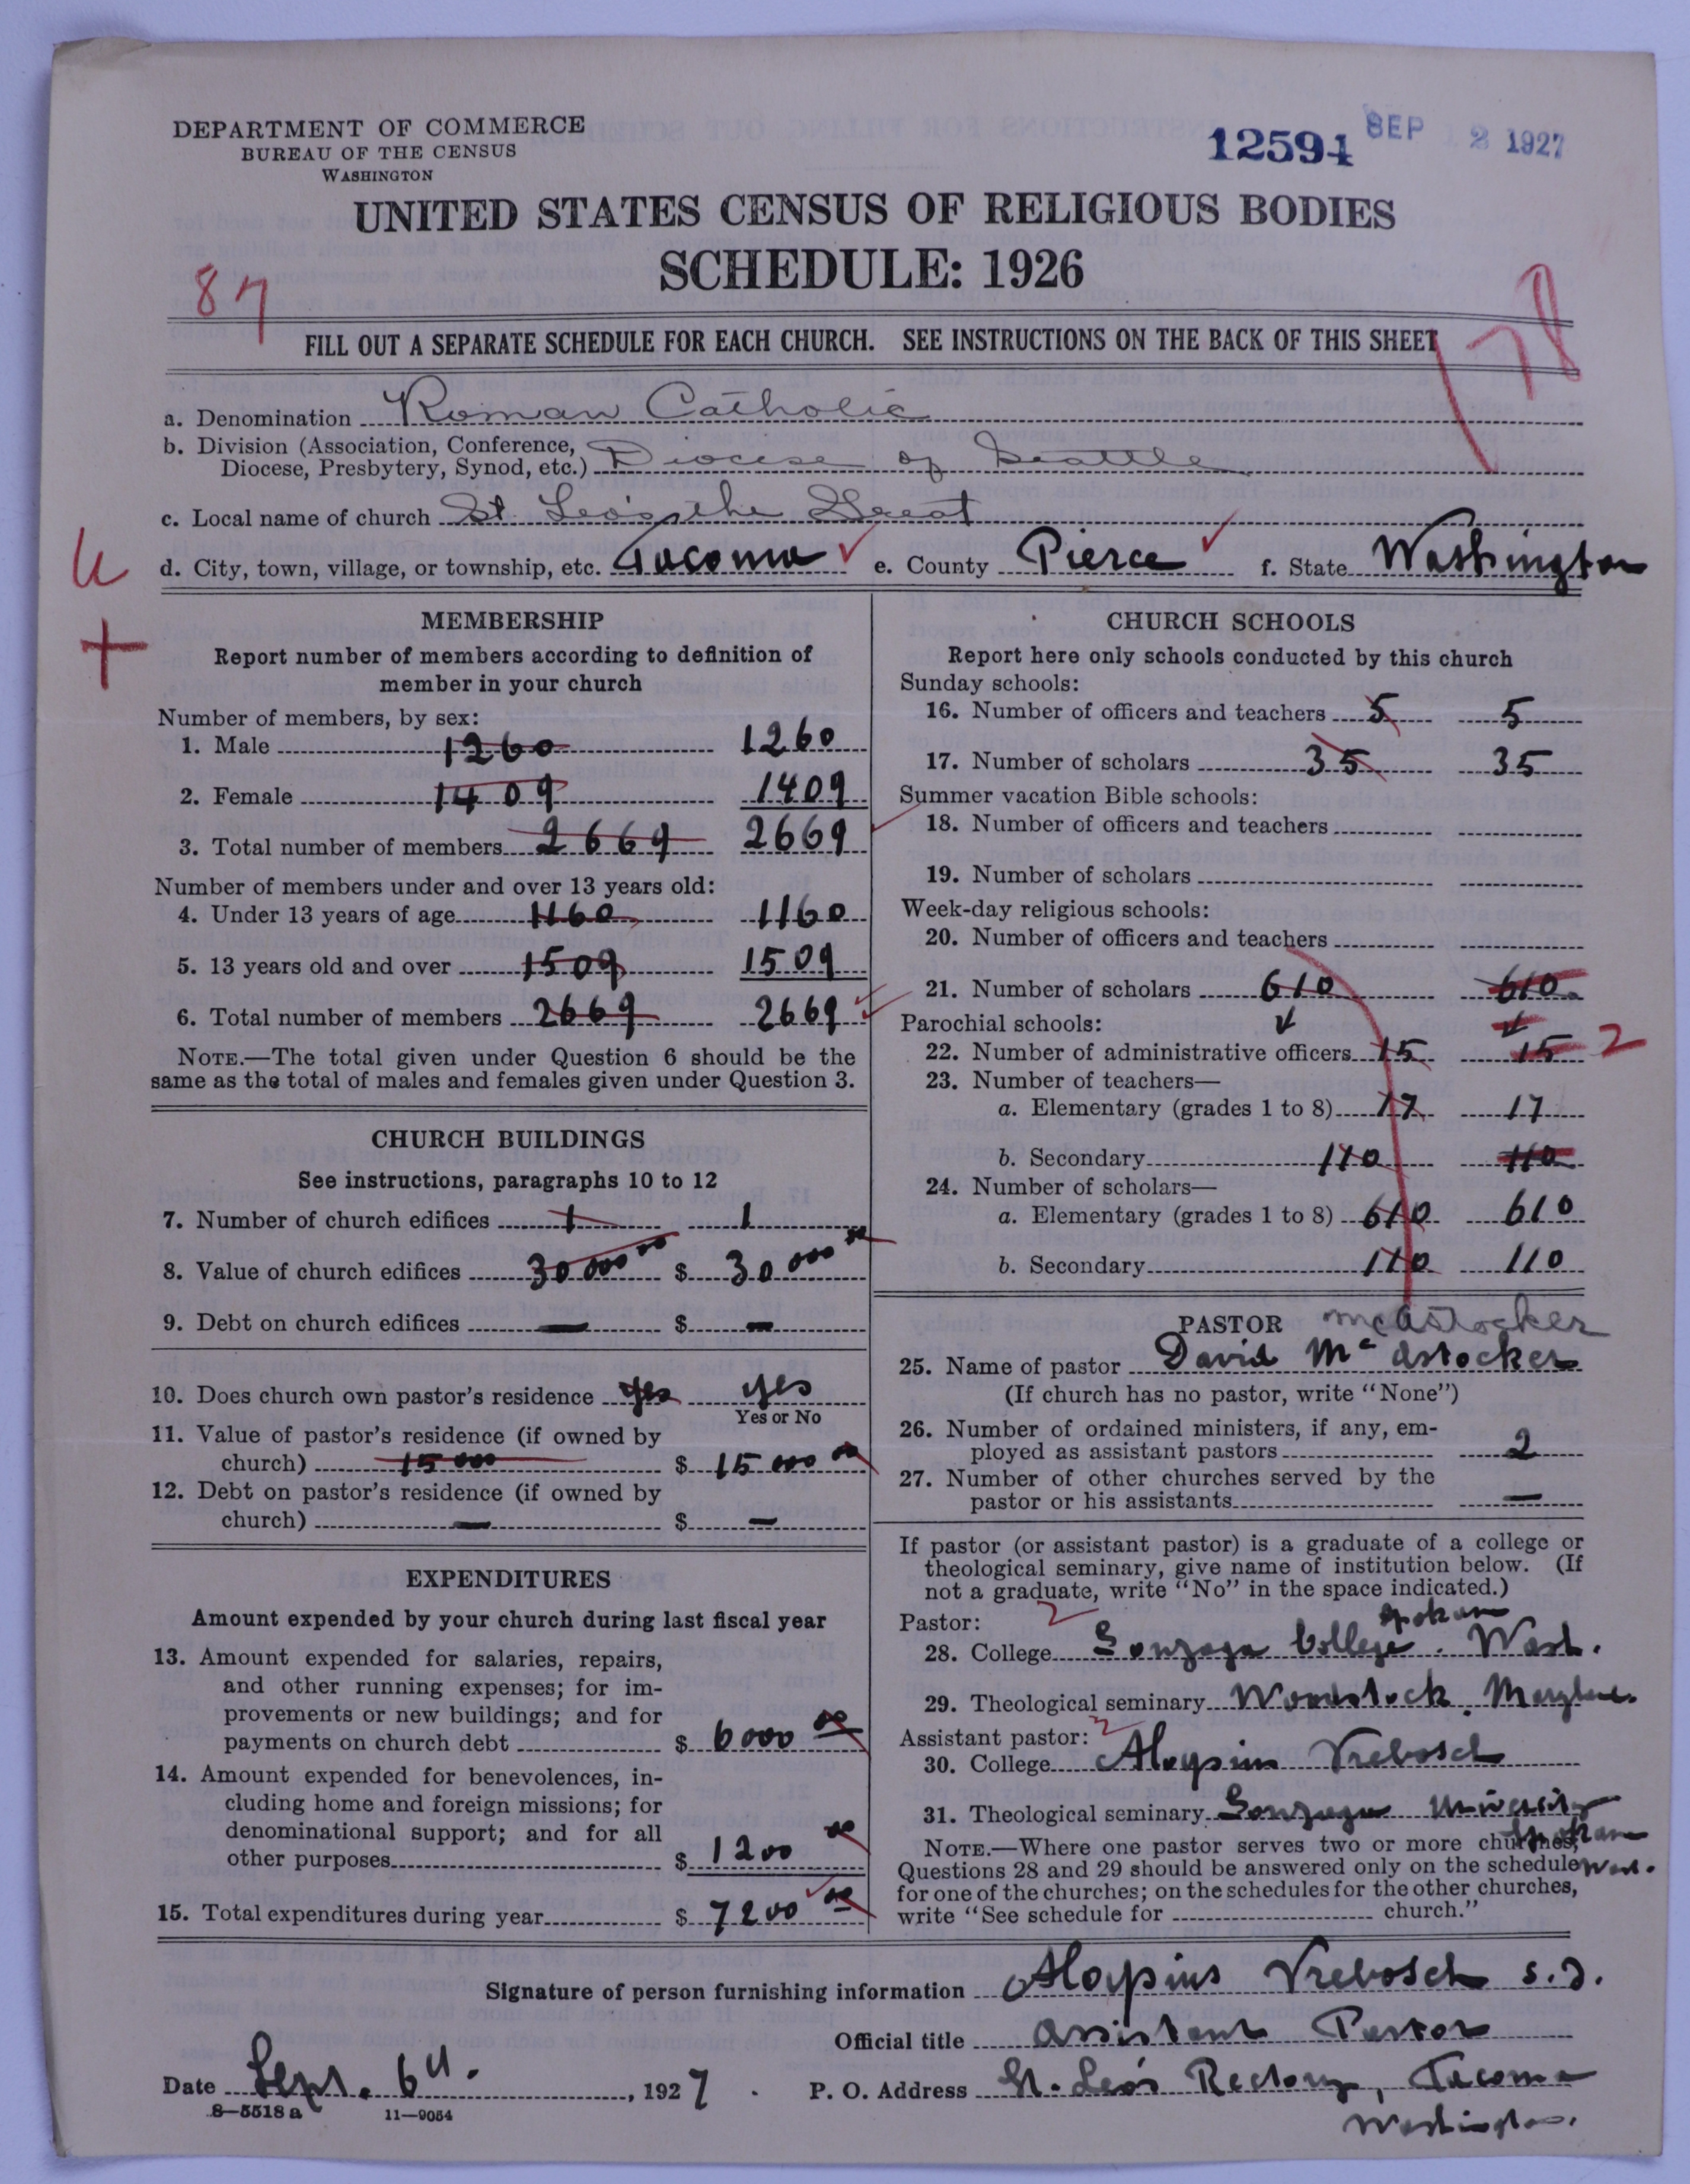 DEPARTMENT OF COMMERCE
BUREAU OF THE CENSUS
WASHINGTON
12594 SEP 12 1927
UNITED STATES CENSUS OF RELIGIOUS BODIES
SCHEDULE: 1926
87
78
FILL OUT A SEPARATE SCHEDULE FOR EACH CHURCH. SEE INSTRUCTIONS ON THE BACK OF THIS SHEET
a. Denomination Roman Catholic
b. Division (Association, Conference,
Diocese, Presbytery, Synod, etc.) Diocese of Seattle
c. Local name of church St. Leo's the Great
d. City, town, village, or township, etc. Tacoma e. County Pierce f. State Washington
MEMBERSHIP
Report number of members according to definition of
member in your church
Number of members, by sex:
1. Male 1260 1260
2. Female 1409 1409
3. Total number of members 2669 2669
Number of members under and over 13 years old:
4. Under 13 years of age 1160 1160
5. 13 years old and over 1509 1509
6. Total number of members 2669 2669
NOTE.—The total given under Question 6 should be the
same as the total of males and females given under Question 3.
CHURCH BUILDINGS
See instructions, paragraphs 10 to 12
7. Number of church edifices 1 1
8. Value of church edifices 30 000 00 $ 30 000 00
9. Debt on church edifices — $ —
10. Does church own pastor's residence yes yes
Yes or No
11. Value of pastor's residence (if owned by
church) 15 000 $ 15 000 00
12. Debt on pastor's residence (if owned by
church) — $ —
EXPENDITURES
Amount expended by your church during last fiscal year
13. Amount expended for salaries, repairs,
and other running expenses; for im-
provements or new buildings; and for
payments on church debt $ 6000 00
14. Amount expended for benevolences, in-
cluding home and foreign missions; for
denominational support; and for all
other purposes $ 1200 00
15. Total expenditures during year $ 7200 00
CHURCH SCHOOLS
Report here only schools conducted by this church
Sunday schools:
16. Number of officers and teachers 5 5
17. Number of scholars 35 35
Summer vacation Bible schools:
18. Number of officers and teachers
19. Number of scholars
Week-day religious schools:
20. Number of officers and teachers
21. Number of scholars 610 610
Parochial schools:
22. Number of administrative officers 15 15 2
23. Number of teachers—
a. Elementary (grades 1 to 8) 17 17
b. Secondary 110 110
24. Number of scholars—
a. Elementary (grades 1 to 8) 610 610
b. Secondary 110 110
PASTOR McAstocker
25. Name of pastor David Mc Astocker
(If church has no pastor, write "None")
26. Number of ordained ministers, if any, em-
ployed as assistant pastors 2
27. Number of other churches served by the
pastor or his assistants —
If pastor (or assistant pastor) is a graduate of a college or
theological seminary, give name of institution below. (If
not a graduate, write "No" in the space indicated.)
Pastor: 2
28. College Gonzaga College Spokane. Wash.
29. Theological seminary Woodstock. Maryland.
Assistant pastor: 2
30. College Aloysius Vrebosch
31. Theological seminary Gonzaga University Spokane Wash.
NOTE.—Where one pastor serves two or more churches,
Questions 28 and 29 should be answered only on the schedule
for one of the churches; on the schedules for the other churches,
write "See schedule for church."
Signature of person furnishing information Aloysius Vrebosch S.J.
Official title Assistant Pastor
Date Sept. 6th., 1927. P. O. Address St. Leo's Rectory, Tacoma
Washington.
8—5518 a 11—9054